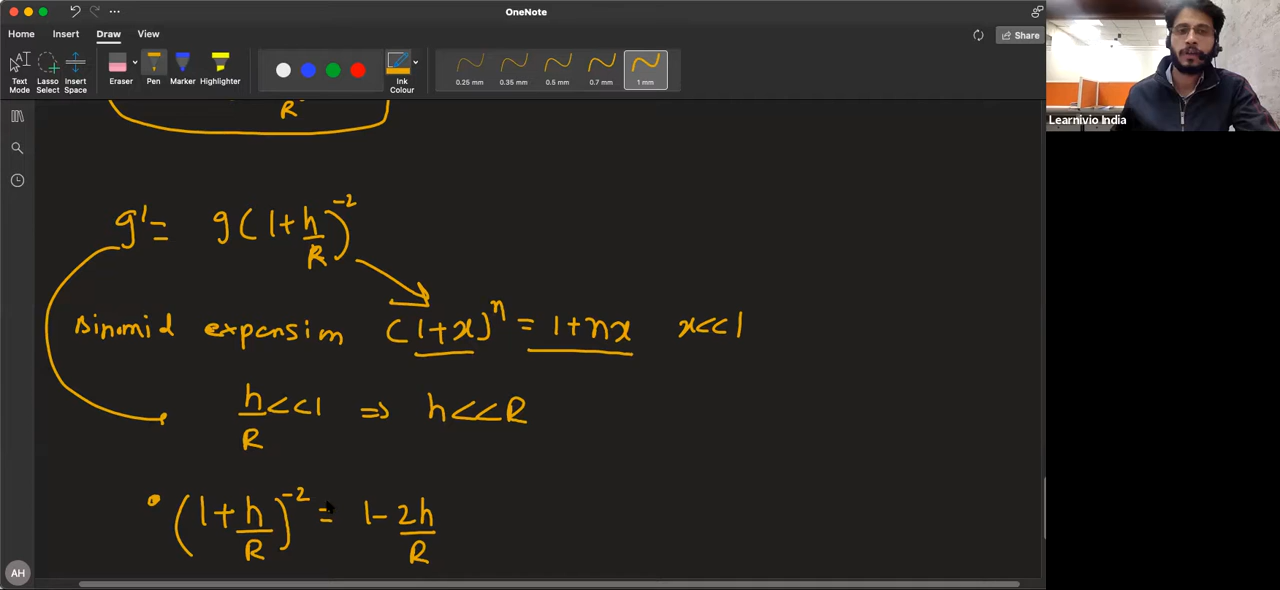 OneNote
Home Insert Draw View
Share
Text Mode Lasso Select Insert Space Eraser Pen Marker Highlighter Ink Colour 0.25 mm 0.35 mm 0.5 mm 0.7 mm 1 mm
Learnivio India
R
g' = g(1+h/R)^-2
Binomial expansion (1+x)^n = 1+nx x<<1
h/R <<1 => h<<R
(1+h/R)^-2 = 1-2h/R
AH